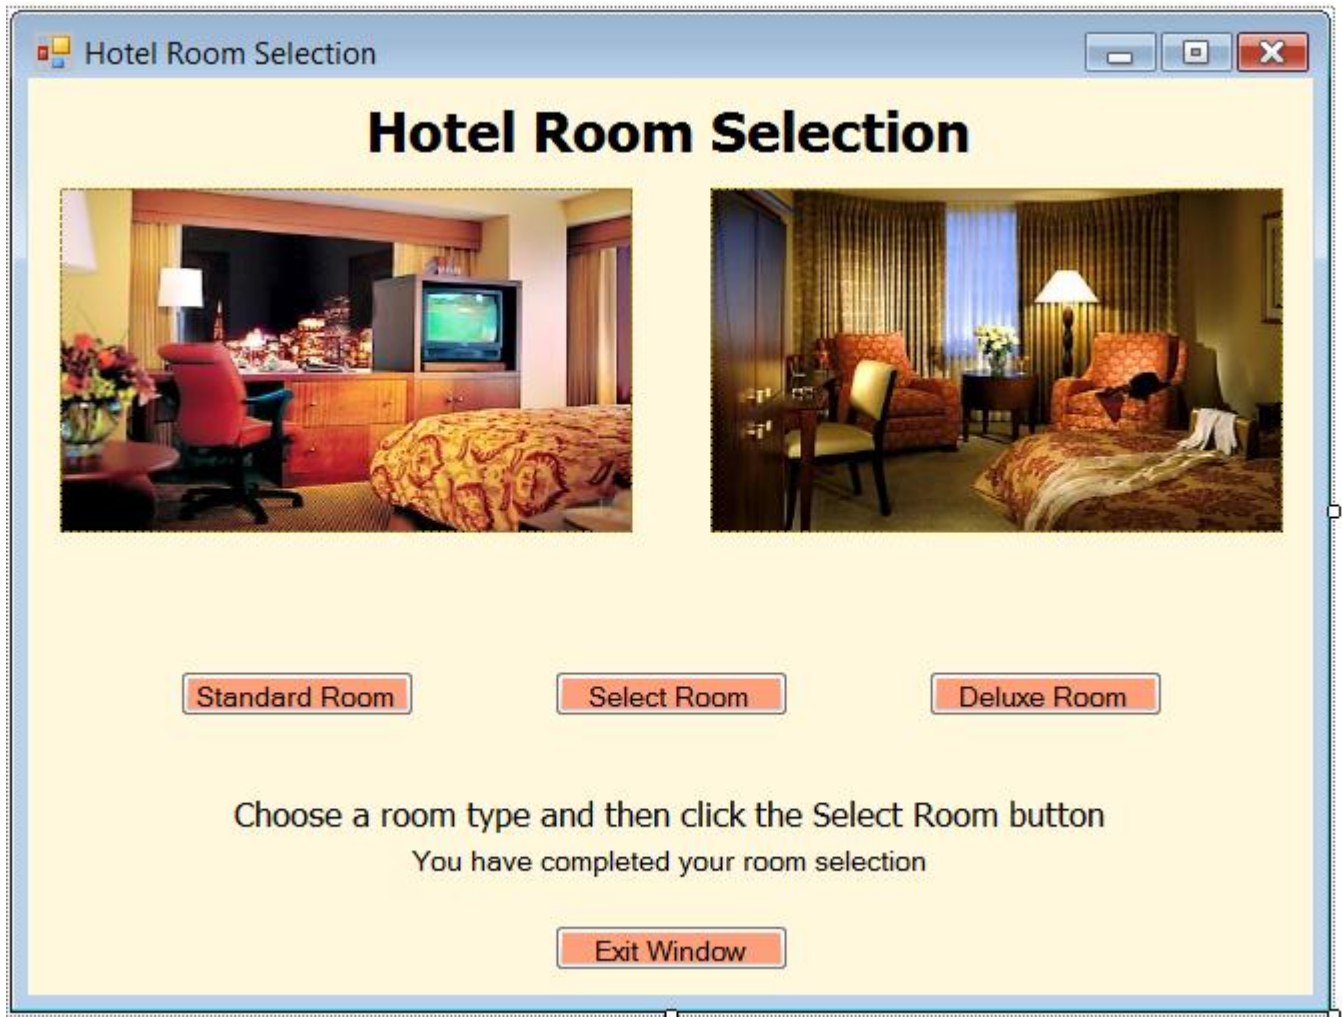 Hotel Room Selection
Hotel Room Selection
Standard Room
Select Room
Deluxe Room
Choose a room type and then click the Select Room button
You have completed your room selection
Exit Window